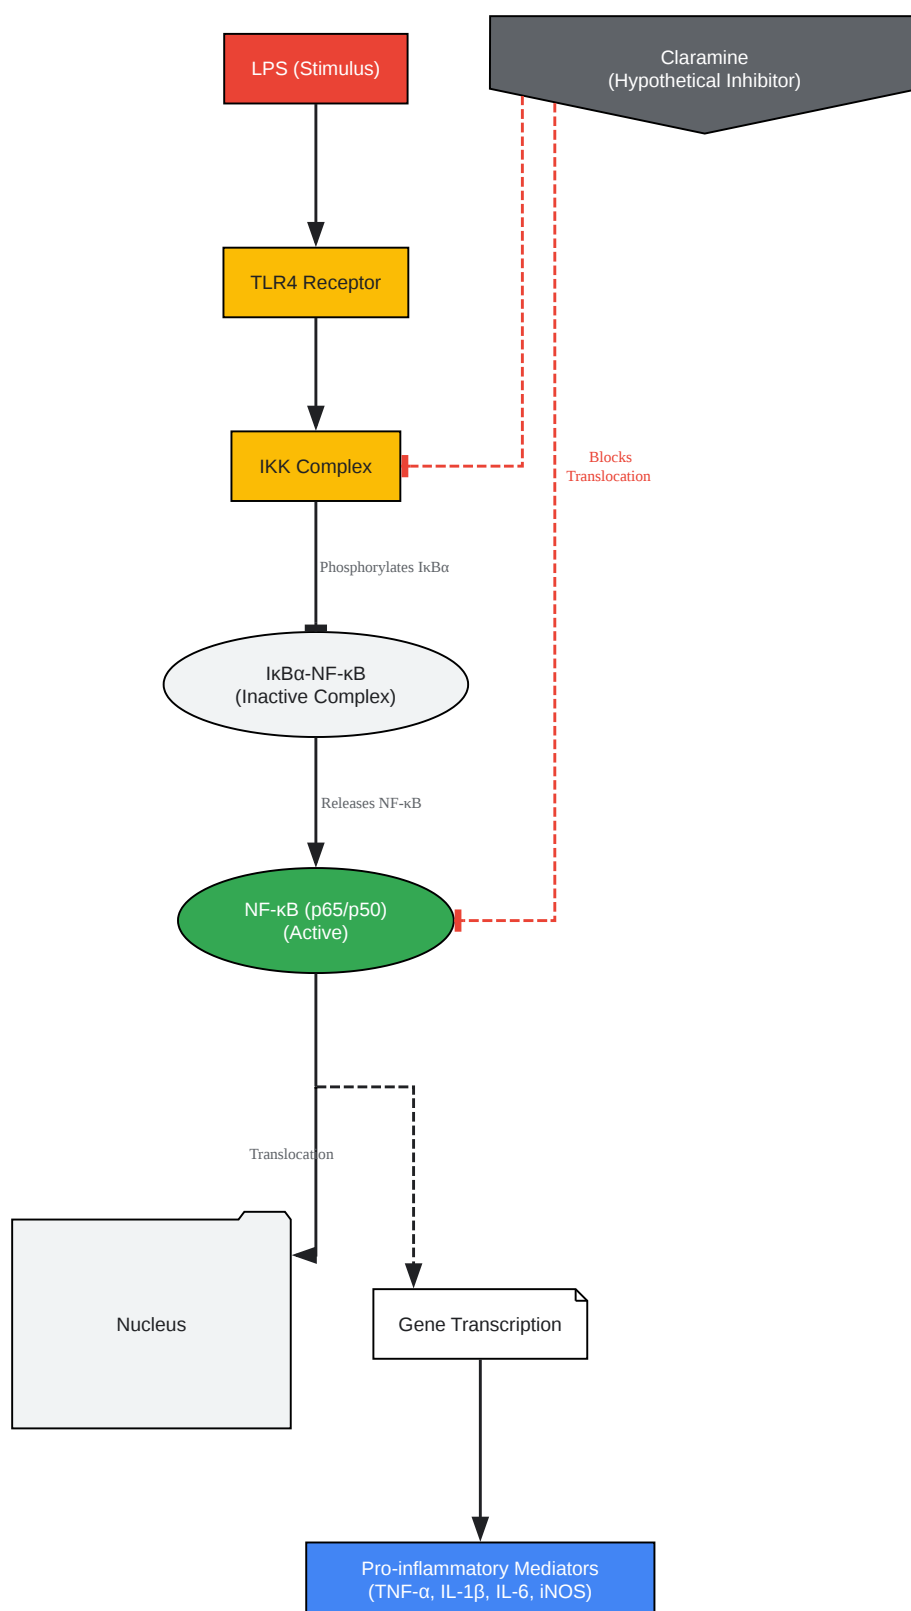 LPS (Stimulus)
Claramine
(Hypothetical Inhibitor)
TLR4 Receptor
IKK Complex
Blocks
Translocation
Phosphorylates IκBα
IκBα-NF-κB
(Inactive Complex)
Releases NF-κB
NF-κB (p65/p50)
(Active)
Translocation
Nucleus
Gene Transcription
Pro-inflammatory Mediators
(TNF-α, IL-1β, IL-6, iNOS)